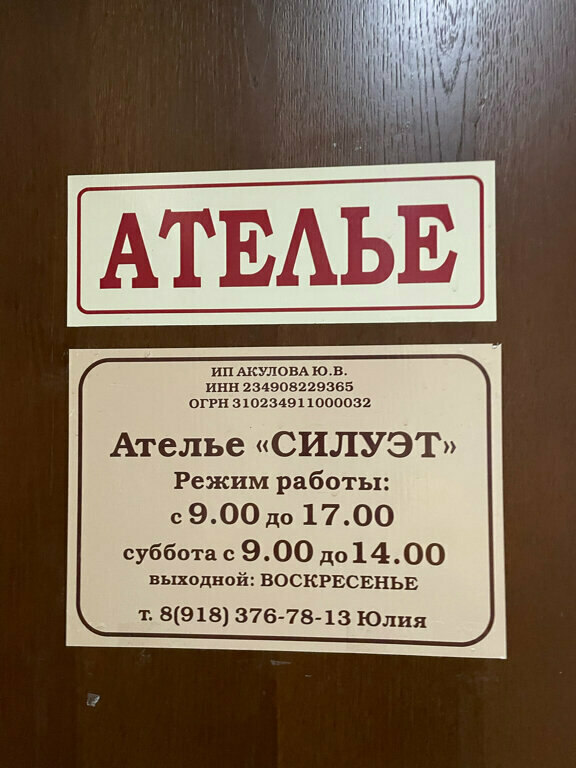 АТЕЛЬЕ
ИП АКУЛОВА Ю.В.
ИНН 234908229365
ОГРН 310234911000032
Ателье «СИЛУЭТ»
Режим работы:
с 9.00 до 17.00
суббота с 9.00 до 14.00
выходной: ВОСКРЕСЕНЬЕ
т. 8(918) 376-78-13 Юлия